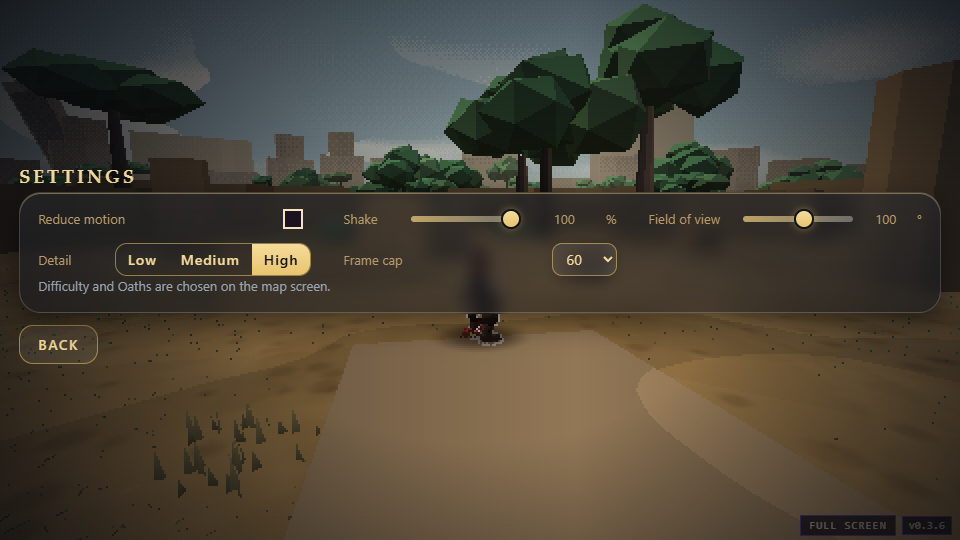 SETTINGS
Reduce motion
Shake 100 %
Field of view 100 °
Detail Low Medium High
Frame cap 60
Difficulty and Oaths are chosen on the map screen.
BACK
FULL SCREEN v0.3.6